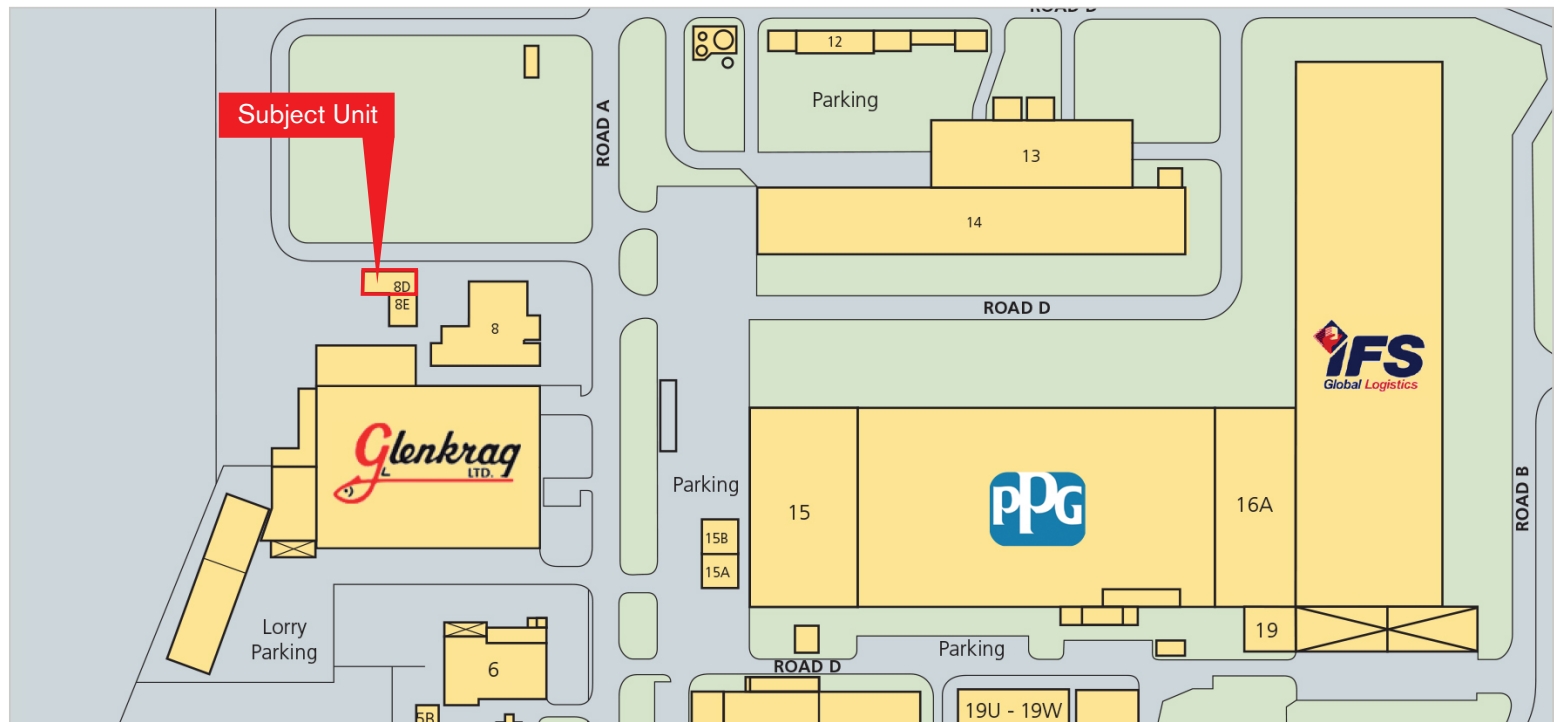 ROAD D
12
Parking
Subject Unit
ROAD A
13
14
8D
8E
ROAD D
8
iFS
Global Logistics
Glenkrag
LTD.
Parking
15
PPG
16A
ROAD B
15B
15A
Lorry
Parking
19
Parking
6
ROAD D
5B
19U - 19W